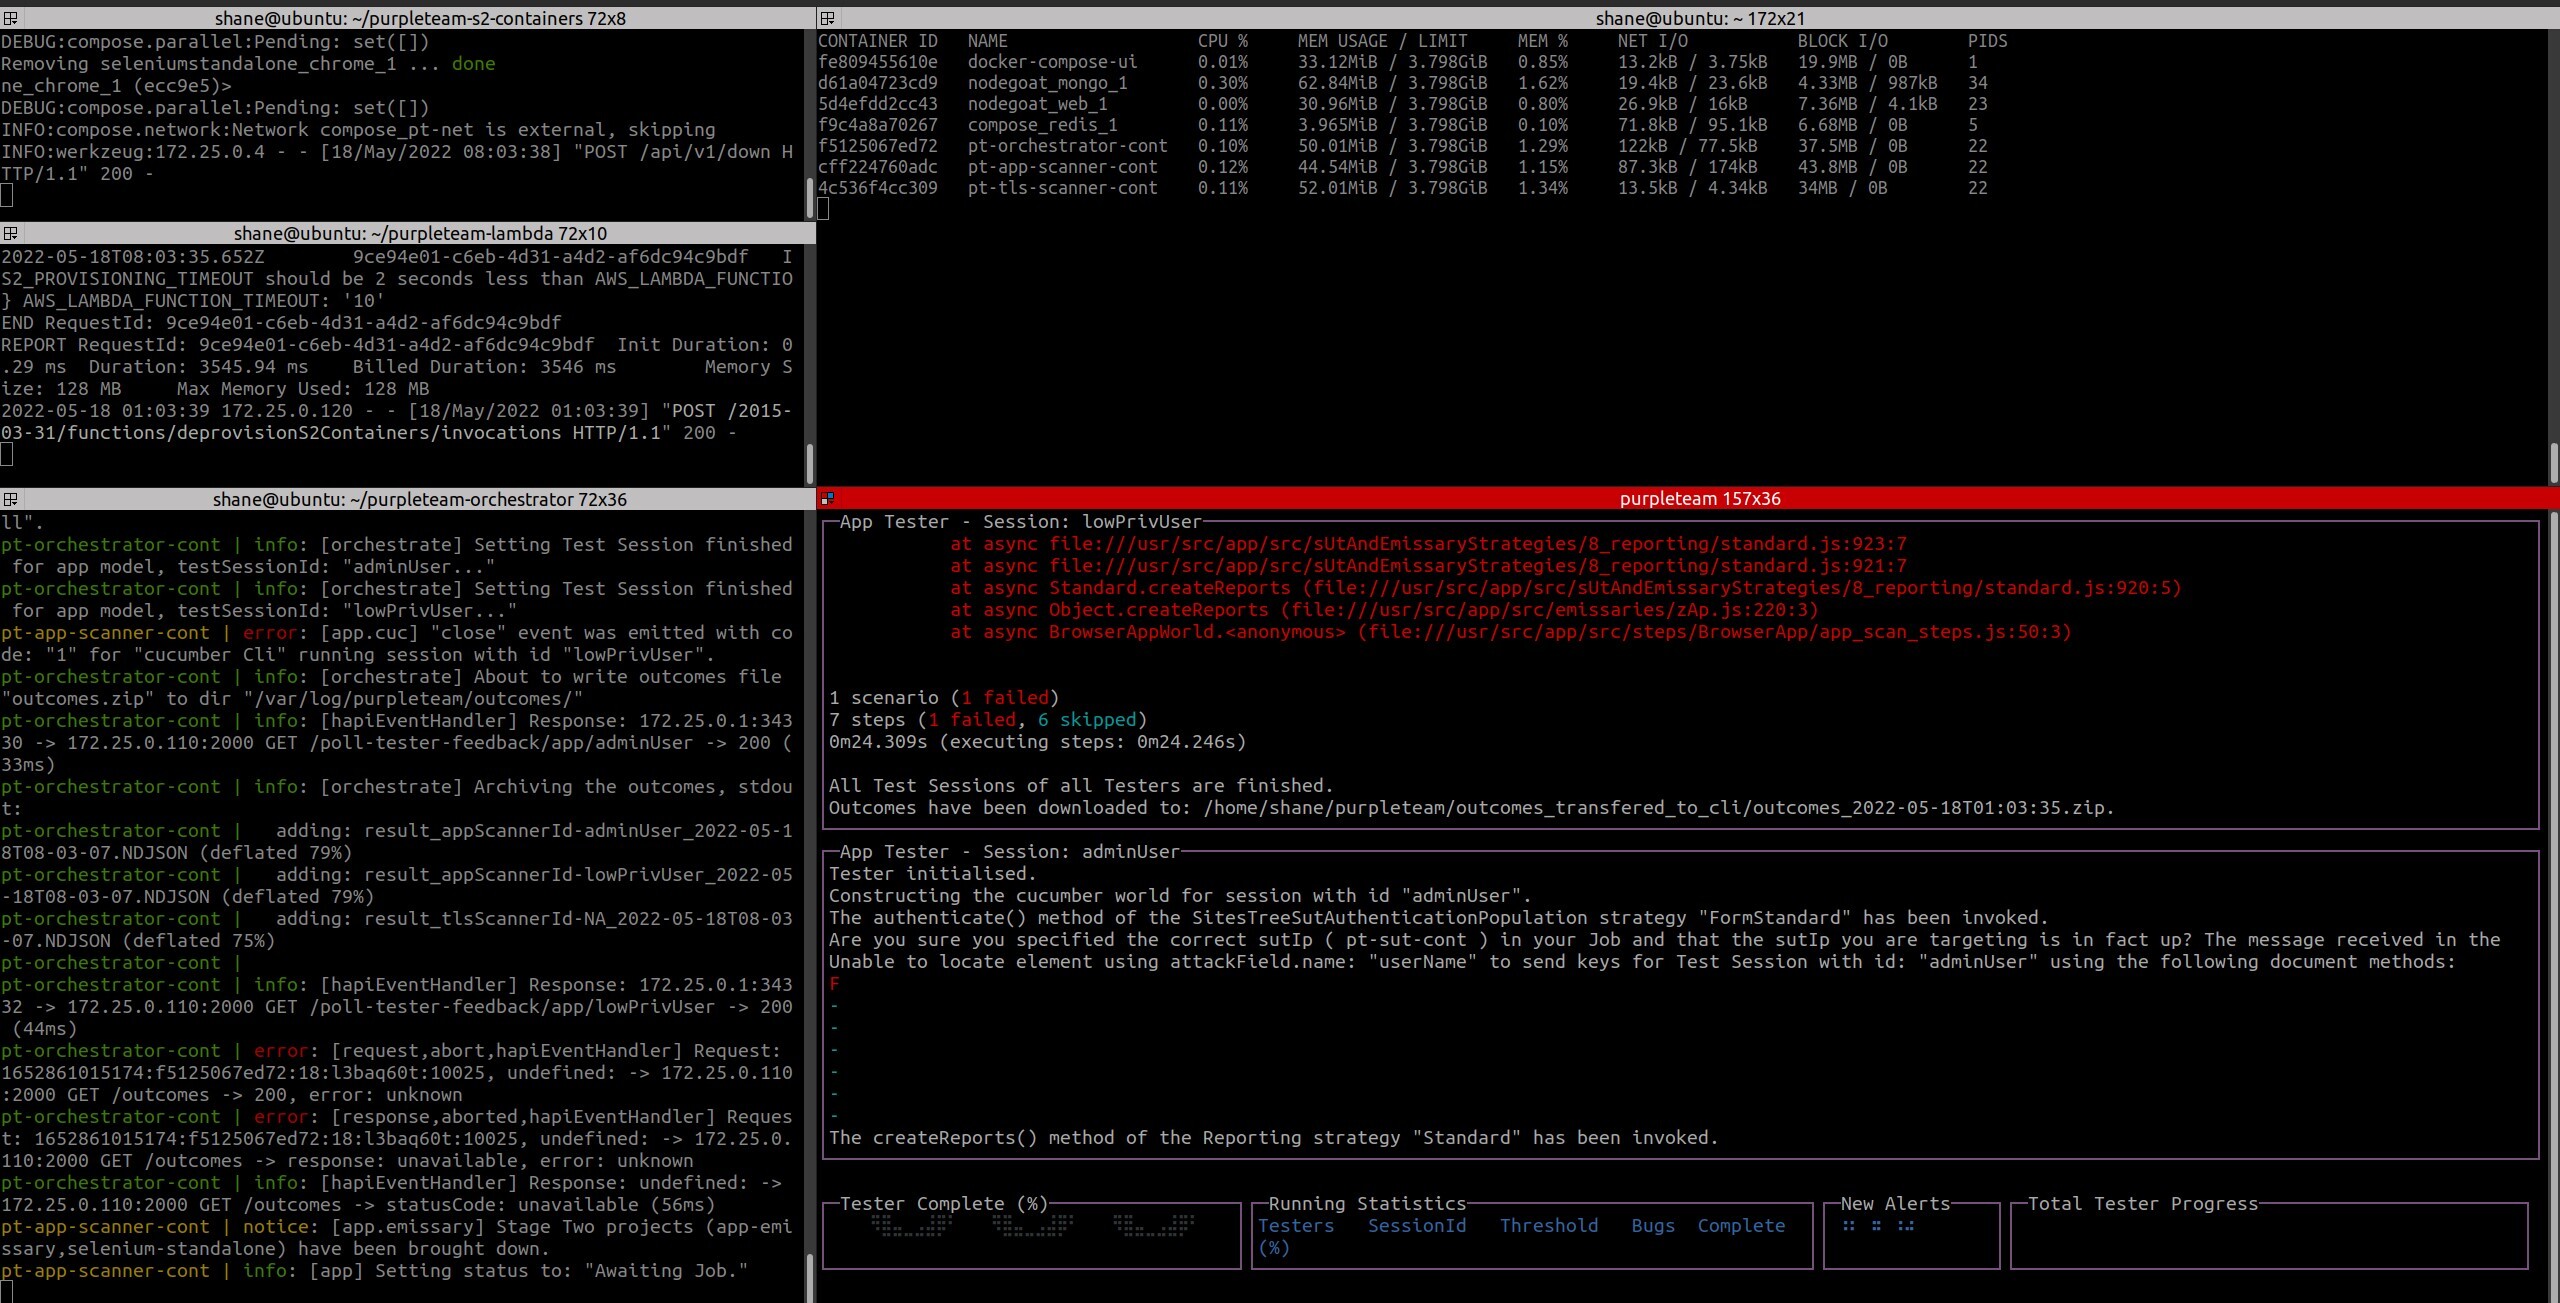 shane@ubuntu: ~/purpleteam-s2-containers 72x8
DEBUG:compose.parallel:Pending: set([])
Removing seleniumstandalone_chrome_1 ... done
ne_chrome_1 (ecc9e5)>
DEBUG:compose.parallel:Pending: set([])
INFO:compose.network:Network compose_pt-net is external, skipping
INFO:werkzeug:172.25.0.4 - - [18/May/2022 08:03:38] "POST /api/v1/down H
TTP/1.1" 200 -
shane@ubuntu: ~/purpleteam-lambda 72x10
2022-05-18T08:03:35.652Z        9ce94e01-c6eb-4d31-a4d2-af6dc94c9bdf   I
S2_PROVISIONING_TIMEOUT should be 2 seconds less than AWS_LAMBDA_FUNCTIO
} AWS_LAMBDA_FUNCTION_TIMEOUT: '10'
END RequestId: 9ce94e01-c6eb-4d31-a4d2-af6dc94c9bdf
REPORT RequestId: 9ce94e01-c6eb-4d31-a4d2-af6dc94c9bdf  Init Duration: 0
.29 ms  Duration: 3545.94 ms    Billed Duration: 3546 ms        Memory S
ize: 128 MB     Max Memory Used: 128 MB
2022-05-18 01:03:39 172.25.0.120 - - [18/May/2022 01:03:39] "POST /2015-
03-31/functions/deprovisionS2Containers/invocations HTTP/1.1" 200 -
shane@ubuntu: ~/purpleteam-orchestrator 72x36
ll".
pt-orchestrator-cont | info: [orchestrate] Setting Test Session finished
 for app model, testSessionId: "adminUser..."
pt-orchestrator-cont | info: [orchestrate] Setting Test Session finished
 for app model, testSessionId: "lowPrivUser..."
pt-app-scanner-cont | error: [app.cuc] "close" event was emitted with co
de: "1" for "cucumber Cli" running session with id "lowPrivUser".
pt-orchestrator-cont | info: [orchestrate] About to write outcomes file
"outcomes.zip" to dir "/var/log/purpleteam/outcomes/"
pt-orchestrator-cont | info: [hapiEventHandler] Response: 172.25.0.1:343
30 -> 172.25.0.110:2000 GET /poll-tester-feedback/app/adminUser -> 200 (
33ms)
pt-orchestrator-cont | info: [orchestrate] Archiving the outcomes, stdou
t:
pt-orchestrator-cont |   adding: result_appScannerId-adminUser_2022-05-1
8T08-03-07.NDJSON (deflated 79%)
pt-orchestrator-cont |   adding: result_appScannerId-lowPrivUser_2022-05
-18T08-03-07.NDJSON (deflated 79%)
pt-orchestrator-cont |   adding: result_tlsScannerId-NA_2022-05-18T08-03
-07.NDJSON (deflated 75%)
pt-orchestrator-cont |
pt-orchestrator-cont | info: [hapiEventHandler] Response: 172.25.0.1:343
32 -> 172.25.0.110:2000 GET /poll-tester-feedback/app/lowPrivUser -> 200
 (44ms)
pt-orchestrator-cont | error: [request,abort,hapiEventHandler] Request:
1652861015174:f5125067ed72:18:l3baq60t:10025, undefined: -> 172.25.0.110
:2000 GET /outcomes -> 200, error: unknown
pt-orchestrator-cont | error: [response,aborted,hapiEventHandler] Reques
t: 1652861015174:f5125067ed72:18:l3baq60t:10025, undefined: -> 172.25.0.
110:2000 GET /outcomes -> response: unavailable, error: unknown
pt-orchestrator-cont | info: [hapiEventHandler] Response: undefined: ->
172.25.0.110:2000 GET /outcomes -> statusCode: unavailable (56ms)
pt-app-scanner-cont | notice: [app.emissary] Stage Two projects (app-emi
ssary,selenium-standalone) have been brought down.
pt-app-scanner-cont | info: [app] Setting status to: "Awaiting Job."
shane@ubuntu: ~ 172x21
CONTAINER ID   NAME                   CPU %     MEM USAGE / LIMIT     MEM %     NET I/O           BLOCK I/O        PIDS
fe809455610e   docker-compose-ui      0.01%     33.12MiB / 3.798GiB   0.85%     13.2kB / 3.75kB   19.9MB / 0B      1
d61a04723cd9   nodegoat_mongo_1       0.30%     62.84MiB / 3.798GiB   1.62%     19.4kB / 23.6kB   4.33MB / 987kB   34
5d4efdd2cc43   nodegoat_web_1         0.00%     30.96MiB / 3.798GiB   0.80%     26.9kB / 16kB     7.36MB / 4.1kB   23
f9c4a8a70267   compose_redis_1        0.11%     3.965MiB / 3.798GiB   0.10%     71.8kB / 95.1kB   6.68MB / 0B      5
f5125067ed72   pt-orchestrator-cont   0.10%     50.01MiB / 3.798GiB   1.29%     122kB / 77.5kB    37.5MB / 0B      22
cff224760adc   pt-app-scanner-cont    0.12%     44.54MiB / 3.798GiB   1.15%     87.3kB / 174kB    43.8MB / 0B      22
4c536f4cc309   pt-tls-scanner-cont    0.11%     52.01MiB / 3.798GiB   1.34%     13.5kB / 4.34kB   34MB / 0B        22
purpleteam 157x36
App Tester - Session: lowPrivUser
at async file:///usr/src/app/src/sUtAndEmissaryStrategies/8_reporting/standard.js:923:7
at async file:///usr/src/app/src/sUtAndEmissaryStrategies/8_reporting/standard.js:921:7
at async Standard.createReports (file:///usr/src/app/src/sUtAndEmissaryStrategies/8_reporting/standard.js:920:5)
at async Object.createReports (file:///usr/src/app/src/emissaries/zAp.js:220:3)
at async BrowserAppWorld.<anonymous> (file:///usr/src/app/src/steps/BrowserApp/app_scan_steps.js:50:3)
1 scenario (1 failed)
7 steps (1 failed, 6 skipped)
0m24.309s (executing steps: 0m24.246s)
All Test Sessions of all Testers are finished.
Outcomes have been downloaded to: /home/shane/purpleteam/outcomes_transfered_to_cli/outcomes_2022-05-18T01:03:35.zip.
App Tester - Session: adminUser
Tester initialised.
Constructing the cucumber world for session with id "adminUser".
The authenticate() method of the SitesTreeSutAuthenticationPopulation strategy "FormStandard" has been invoked.
Are you sure you specified the correct sutIp ( pt-sut-cont ) in your Job and that the sutIp you are targeting is in fact up? The message received in the
Unable to locate element using attackField.name: "userName" to send keys for Test Session with id: "adminUser" using the following document methods:
F
-
-
-
-
-
-
The createReports() method of the Reporting strategy "Standard" has been invoked.
Tester Complete (%)
Running Statistics
Testers   SessionId   Threshold   Bugs  Complete
(%)
New Alerts
Total Tester Progress